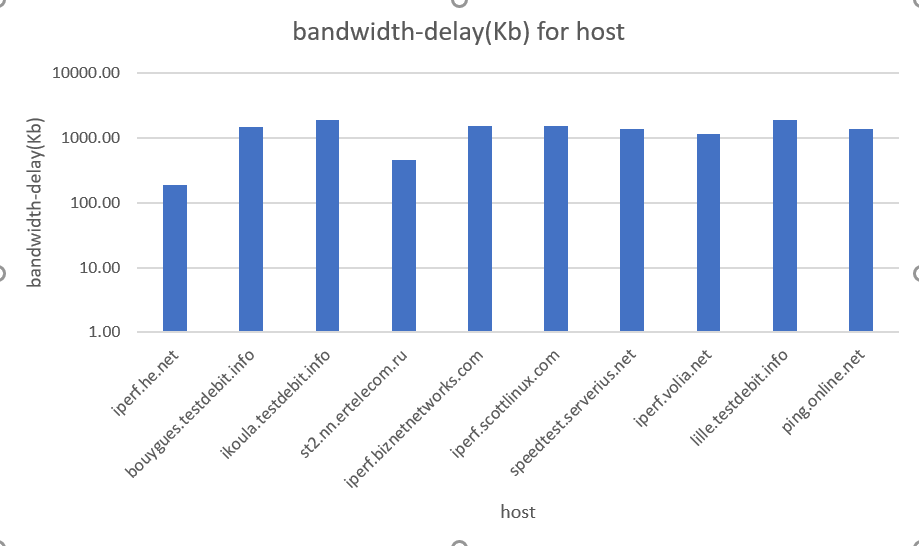 bandwidth-delay(Kb) for host
bandwidth-delay(Kb)
10000.00
1000.00
100.00
10.00
1.00
iperf.he.net
bouygues.testdebit.info
ikoula.testdebit.info
st2.nn.ertelecom.ru
iperf.biznetnetworks.com
iperf.scottlinux.com
speedtest.serverius.net
iperf.volia.net
lille.testdebit.info
ping.online.net
host